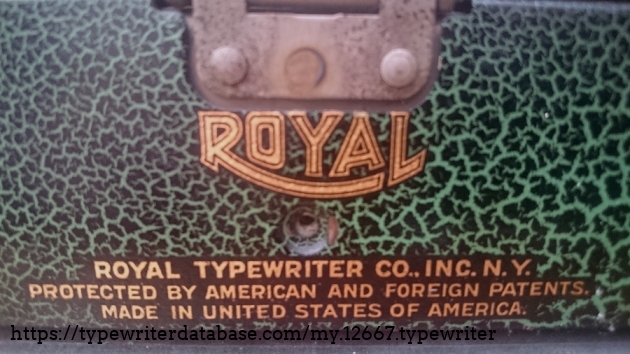 ROYAL
ROYAL TYPEWRITER CO., INC. N.Y.
PROTECTED BY AMERICAN AND FOREIGN PATENTS.
MADE IN UNITED STATES OF AMERICA.
https://typewriterdatabase.com/my.12667.typewriter